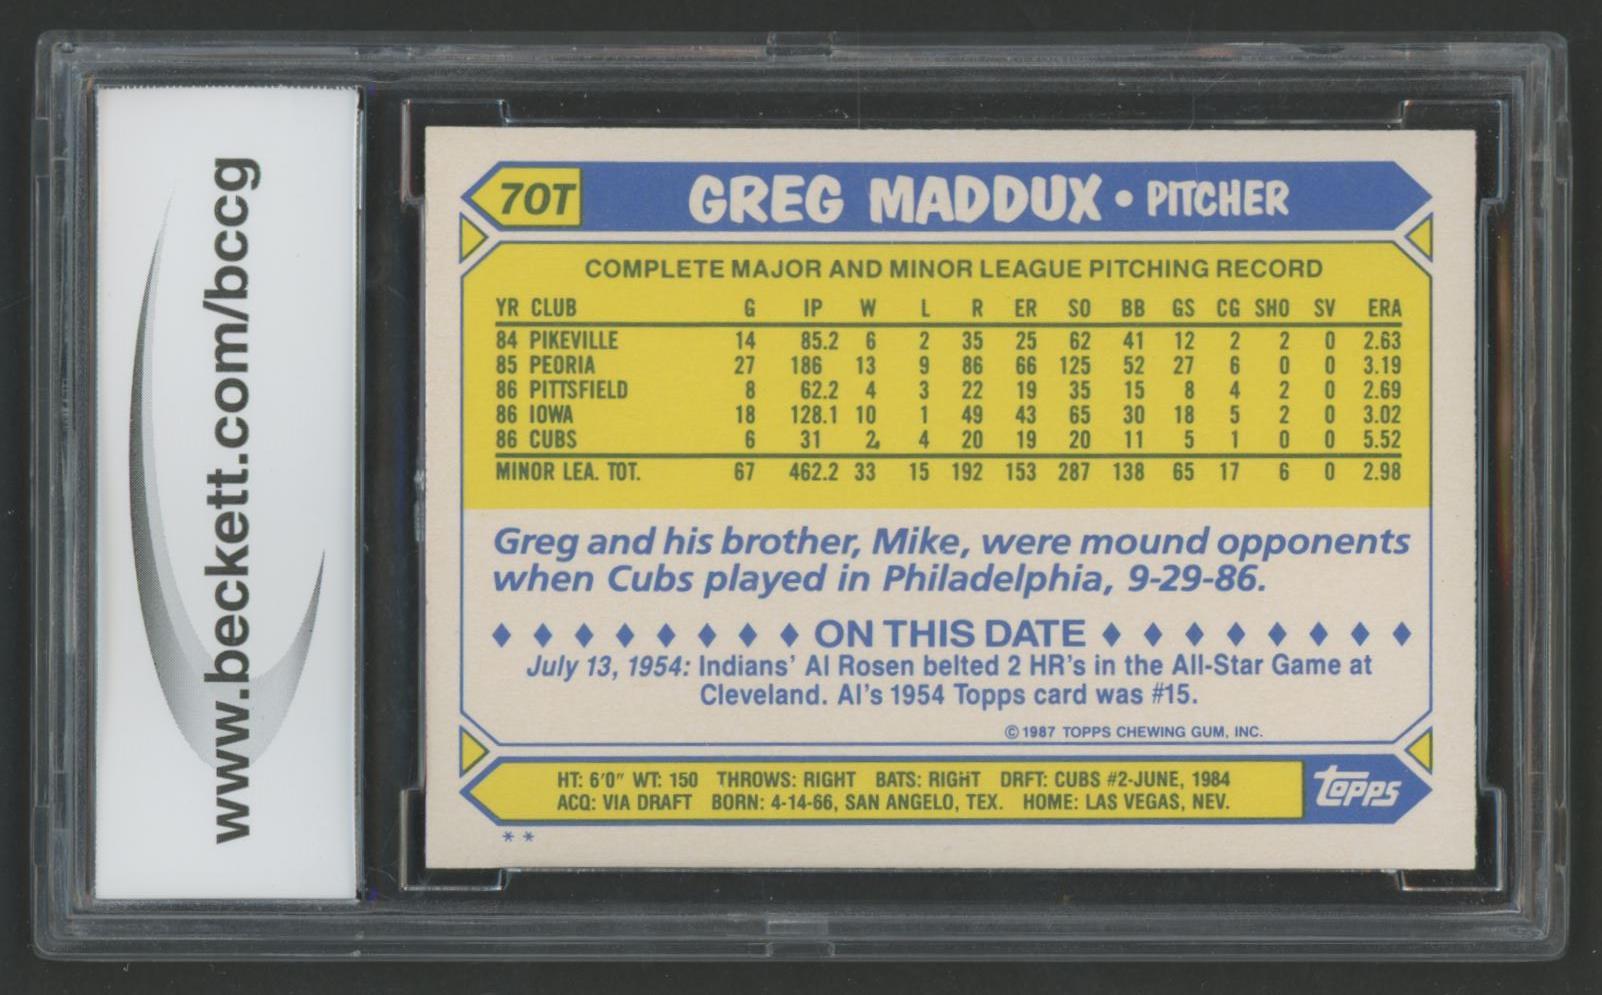 www.beckett.com/bccg
70T GREG MADDUX • PITCHER
COMPLETE MAJOR AND MINOR LEAGUE PITCHING RECORD
YR CLUB G IP W L R ER SO BB GS CG SHO SV ERA
84 PIKEVILLE 14 85.2 6 2 35 25 62 41 12 2 2 0 2.63
85 PEORIA 27 186 13 9 86 66 125 52 27 6 0 0 3.19
86 PITTSFIELD 8 62.2 4 3 22 19 35 15 8 4 2 0 2.69
86 IOWA 18 128.1 10 1 49 43 65 30 18 5 2 0 3.02
86 CUBS 6 31 2 4 20 19 20 11 5 1 0 0 5.52
MINOR LEA. TOT. 67 462.2 33 15 192 153 287 138 65 17 6 0 2.98
Greg and his brother, Mike, were mound opponents
when Cubs played in Philadelphia, 9-29-86.
♦ ♦ ♦ ♦ ♦ ♦ ♦ ♦ ON THIS DATE ♦ ♦ ♦ ♦ ♦ ♦ ♦ ♦
July 13, 1954: Indians' Al Rosen belted 2 HR's in the All-Star Game at
Cleveland. Al's 1954 Topps card was #15.
© 1987 TOPPS CHEWING GUM, INC.
HT: 6'0" WT: 150 THROWS: RIGHT BATS: RIGHT DRFT: CUBS #2-JUNE, 1984
ACQ: VIA DRAFT BORN: 4-14-66, SAN ANGELO, TEX. HOME: LAS VEGAS, NEV.
topps
* *